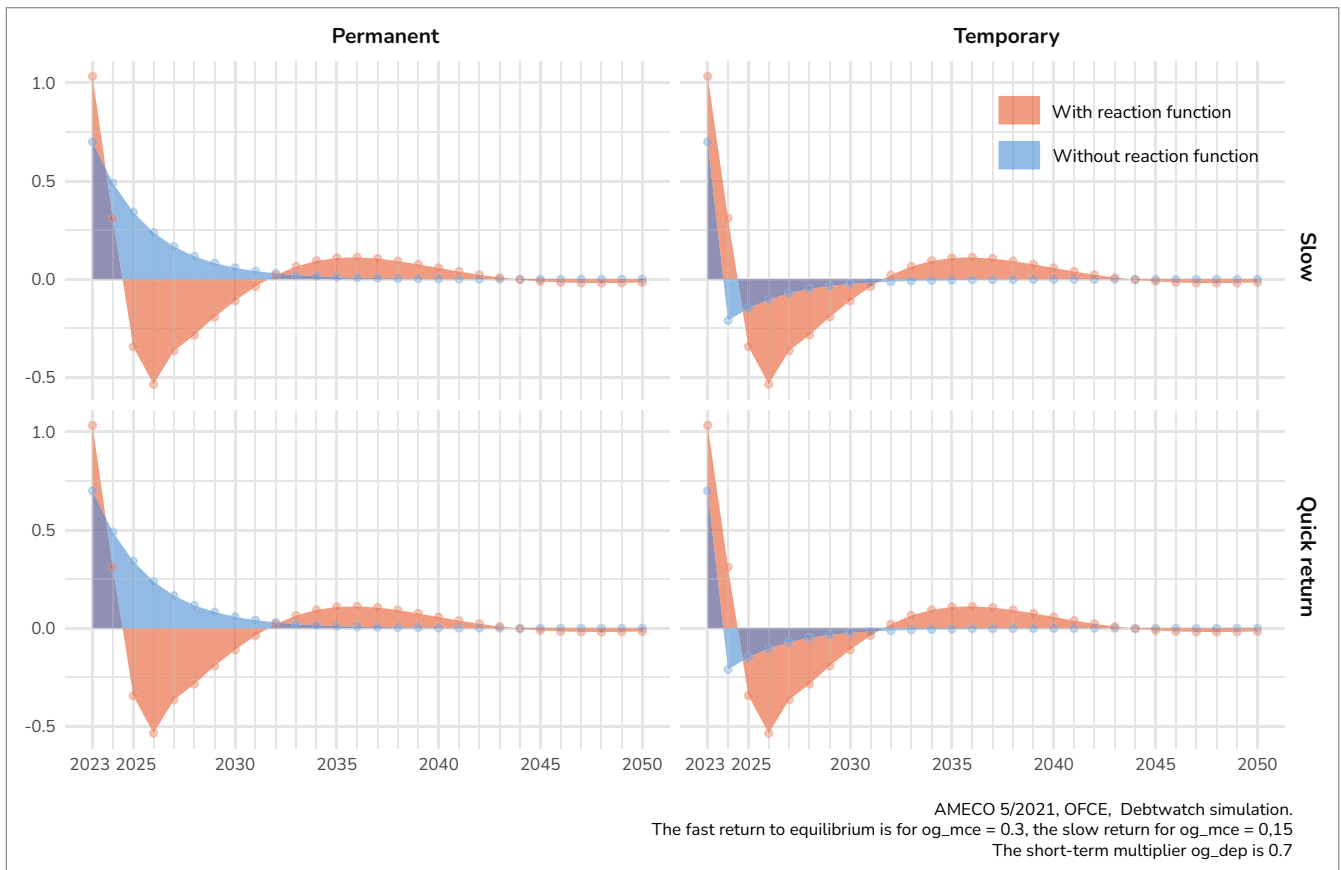 Permanent
Temporary
1.0
0.5
0.0
-0.5
With reaction function
Without reaction function
Slow
1.0
0.5
0.0
-0.5
Quick return
2023 2025 2030 2035 2040 2045 2050
2023 2025 2030 2035 2040 2045 2050
AMECO 5/2021, OFCE, Debtwatch simulation.
The fast return to equilibrium is for og_mce = 0.3, the slow return for og_mce = 0,15
The short-term multiplier og_dep is 0.7